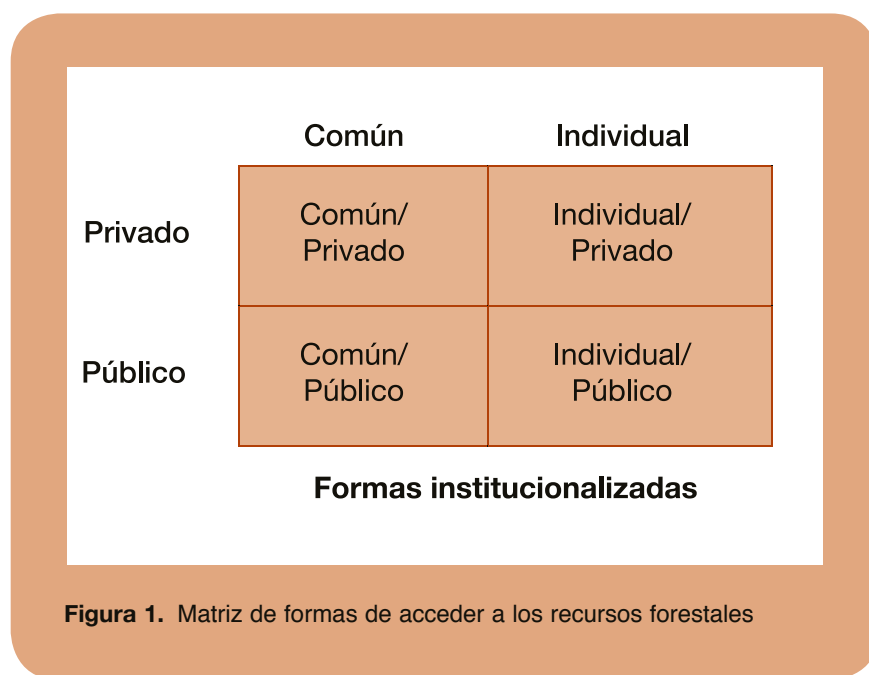 Común Individual
Privado
Común/
Privado
Individual/
Privado
Público
Común/
Público
Individual/
Público
Formas institucionalizadas
Figura 1. Matriz de formas de acceder a los recursos forestales